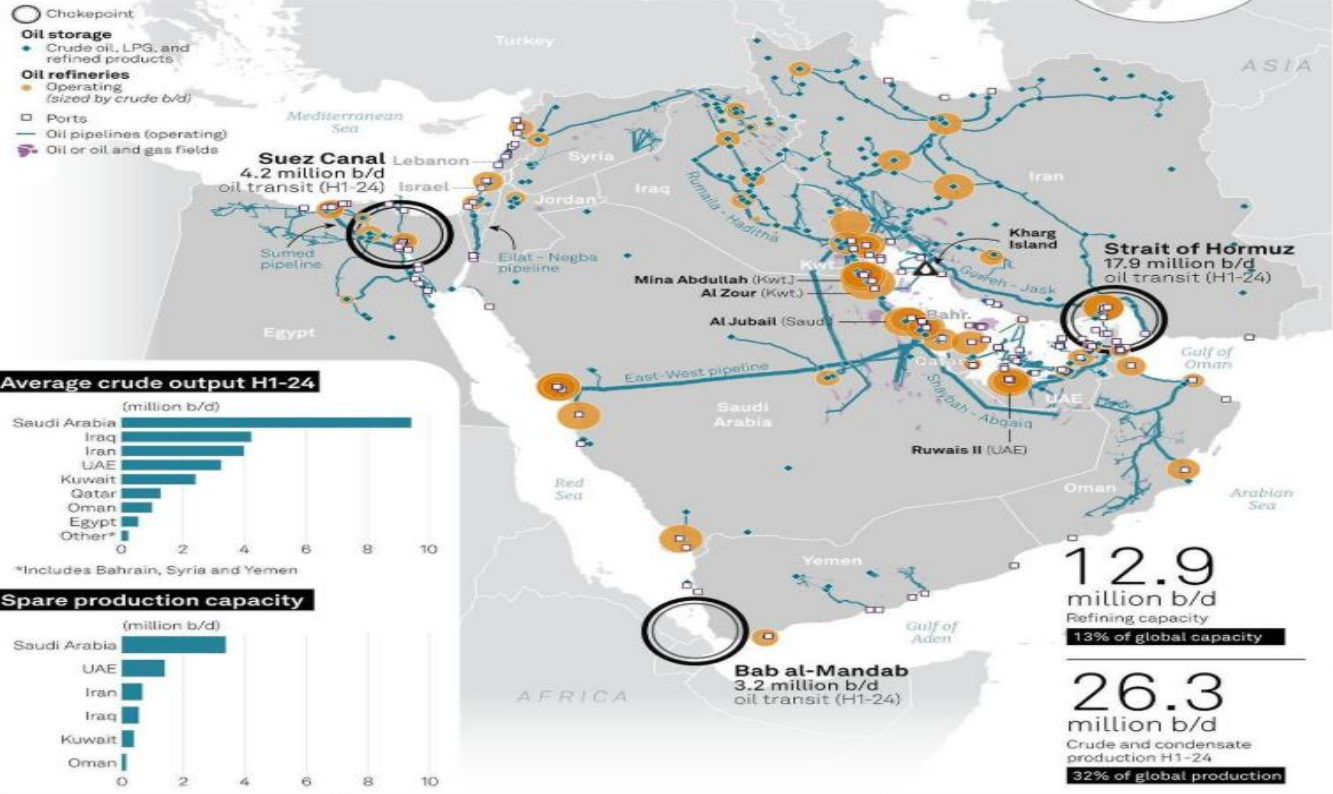 Chokepoint
Oil storage
Crude oil, LPG, and
refined products
Oil refineries
Operating
(sized by crude b/d)
Ports
Oil pipelines (operating)
Oil or oil and gas fields
Turkey
ASIA
Mediterranean
Sea
Suez Canal
4.2 million b/d
oil transit (H1-24)
Lebanon
Israel
Syria
Jordan
Iraq
Iran
Rumaila - Haditha
Sumed
pipeline
Eilat - Negba
pipeline
Egypt
Kharg
Island
Goreh - Jask
Strait of Hormuz
17.9 million b/d
oil transit (H1-24)
Kwt.
Mina Abdullah (Kwt.)
Al Zour (Kwt.)
Al Jubail (Saudi)
Bahr.
Qatar
Gulf of
Oman
East-West pipeline
Shaybah - Abqaiq
UAE
Saudi
Arabia
Ruwais II (UAE)
Red
Sea
Oman
Arabian
Sea
Yemen
Gulf of
Aden
AFRICA
Bab al-Mandab
3.2 million b/d
oil transit (H1-24)
Average crude output H1-24
(million b/d)
Saudi Arabia
Iraq
Iran
UAE
Kuwait
Qatar
Oman
Egypt
Other*
0 2 4 6 8 10
*Includes Bahrain, Syria and Yemen
Spare production capacity
(million b/d)
Saudi Arabia
UAE
Iran
Iraq
Kuwait
Oman
0 2 4 6 8 10
12.9
million b/d
Refining capacity
13% of global capacity
26.3
million b/d
Crude and condensate
production H1-24
32% of global production